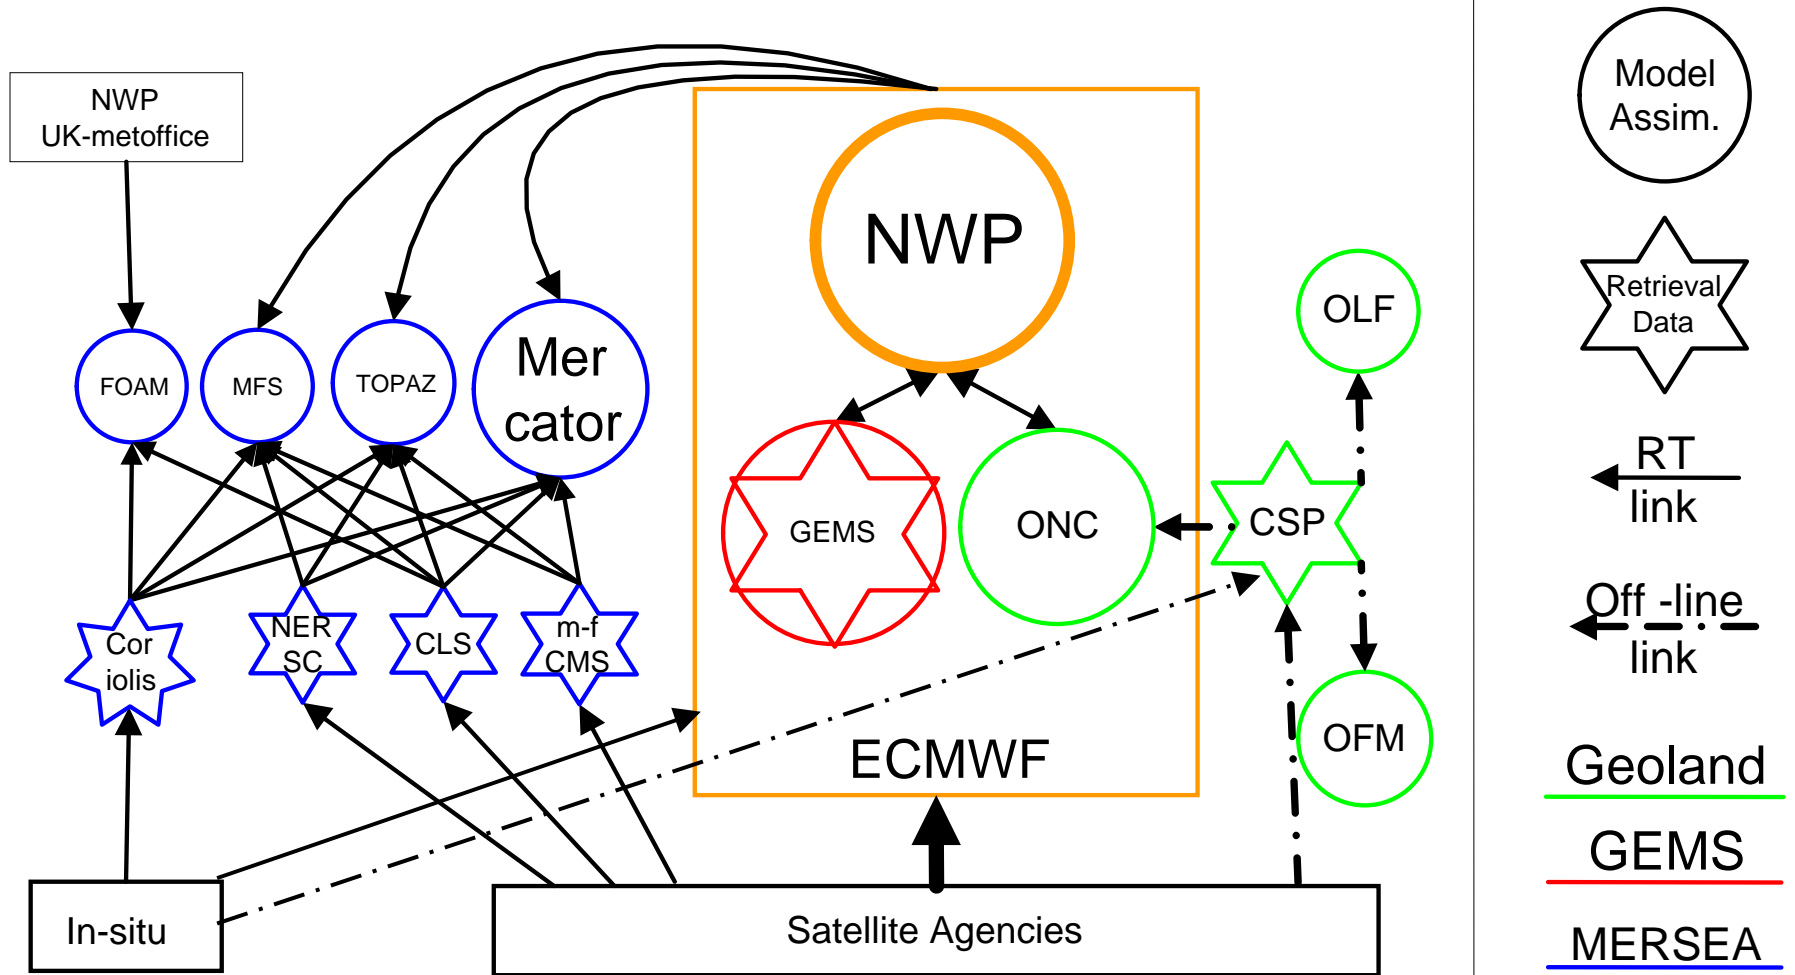 NWP
UK-metoffice
FOAM
MFS
TOPAZ
Mer
cator
NWP
GEMS
ONC
ECMWF
CSP
OLF
OFM
Cor
iolis
NER
SC
CLS
m-f
CMS
In-situ
Satellite Agencies
Model
Assim.
Retrieval
Data
RT
link
Off -line
link
Geoland
GEMS
MERSEA